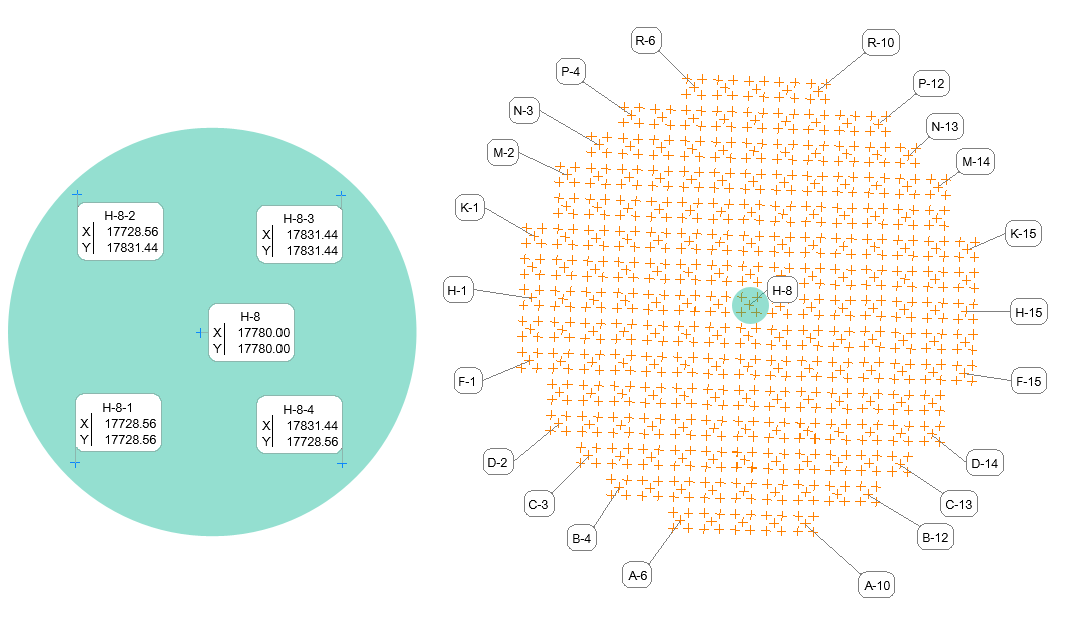 R-6
R-10
P-4
P-12
N-3
N-13
M-2
M-14
K-1
K-15
H-1
H-8
H-15
F-1
F-15
D-2
D-14
C-3
C-13
B-4
B-12
A-6
A-10
H-8-2
X 17728.56
Y 17831.44
H-8-3
X 17831.44
Y 17831.44
H-8
X 17780.00
Y 17780.00
H-8-1
X 17728.56
Y 17728.56
H-8-4
X 17831.44
Y 17728.56